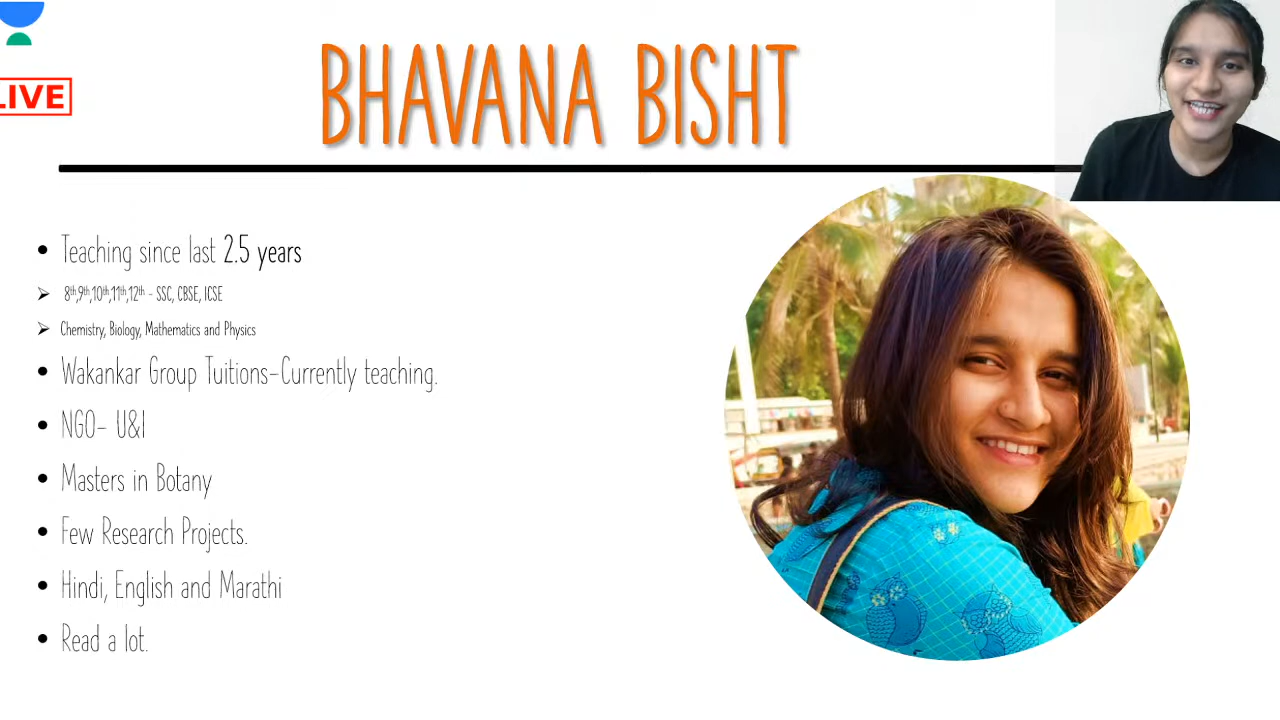 BHAVANA BISHT
LIVE
Teaching since last 2.5 years
8th,9th,10th,11th,12th - SSC, CBSE, ICSE
Chemistry, Biology, Mathematics and Physics
Wakankar Group Tuitions-Currently teaching.
NGO- U&I
Masters in Botany
Few Research Projects.
Hindi, English and Marathi
Read a lot.